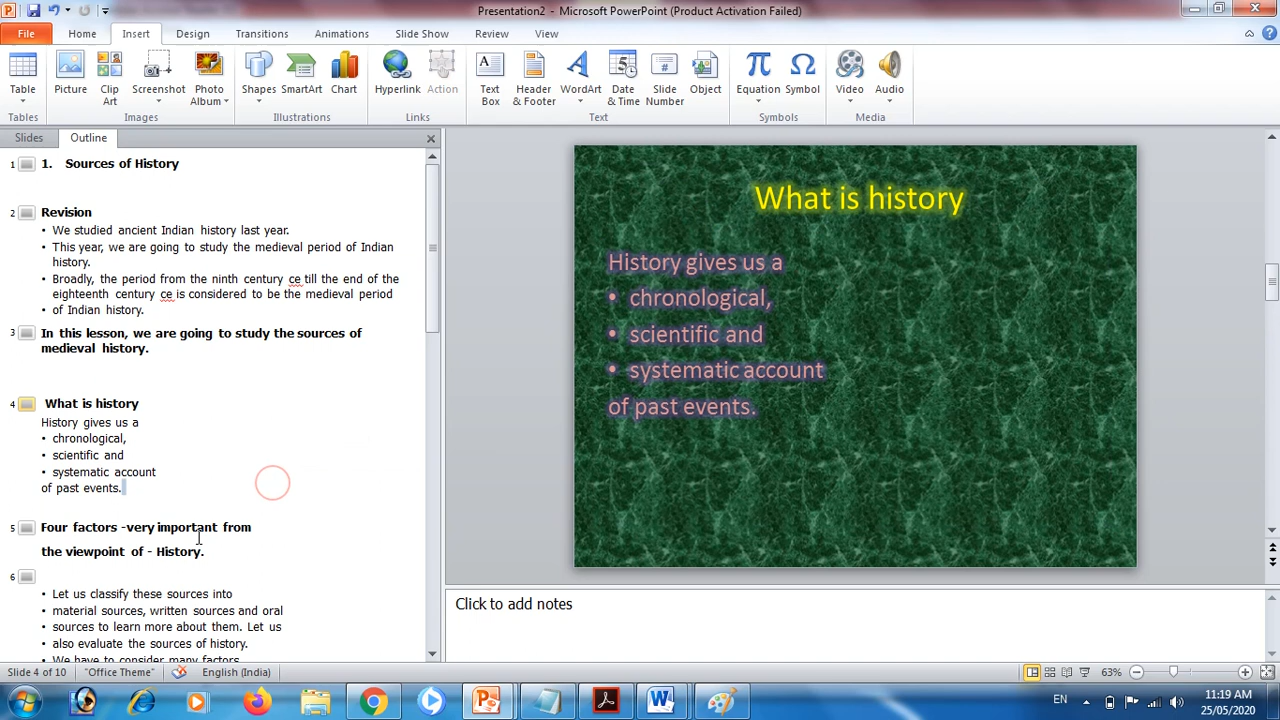 Presentation2 - Microsoft PowerPoint (Product Activation Failed)
File Home Insert Design Transitions Animations Slide Show Review View
Table Picture Clip Art Screenshot Photo Album Shapes SmartArt Chart Hyperlink Action Text Box Header & Footer WordArt Date & Time Slide Number Object Equation Symbol Video Audio
Tables Images Illustrations Links Text Symbols Media
Slides Outline
1 1. Sources of History
2 Revision
• We studied ancient Indian history last year.
• This year, we are going to study the medieval period of Indian
history.
• Broadly, the period from the ninth century ce till the end of the
eighteenth century ce is considered to be the medieval period
• of Indian history.
3 In this lesson, we are going to study the sources of
medieval history.
4 What is history
History gives us a
• chronological,
• scientific and
• systematic account
of past events.
5 Four factors -very important from
the viewpoint of - History.
6
• Let us classify these sources into
• material sources, written sources and oral
• sources to learn more about them. Let us
• also evaluate the sources of history.
• We have to consider many factors
What is history
History gives us a
• chronological,
• scientific and
• systematic account
of past events.
Click to add notes
Slide 4 of 10 "Office Theme" English (India) 63%
EN 11:19 AM
25/05/2020